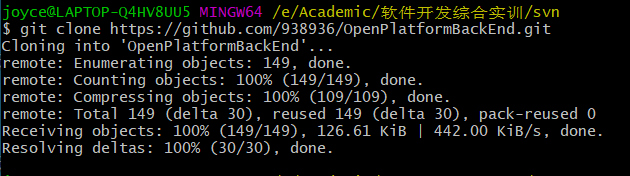 joyce@LAPTOP-Q4HV8UU5 MINGW64 /e/Academic/软件开发综合实训/svn
$ git clone https://github.com/938936/OpenPlatformBackEnd.git
Cloning into 'OpenPlatformBackEnd'...
remote: Enumerating objects: 149, done.
remote: Counting objects: 100% (149/149), done.
remote: Compressing objects: 100% (109/109), done.
remote: Total 149 (delta 30), reused 149 (delta 30), pack-reused 0
Receiving objects: 100% (149/149), 126.61 KiB | 442.00 KiB/s, done.
Resolving deltas: 100% (30/30), done.